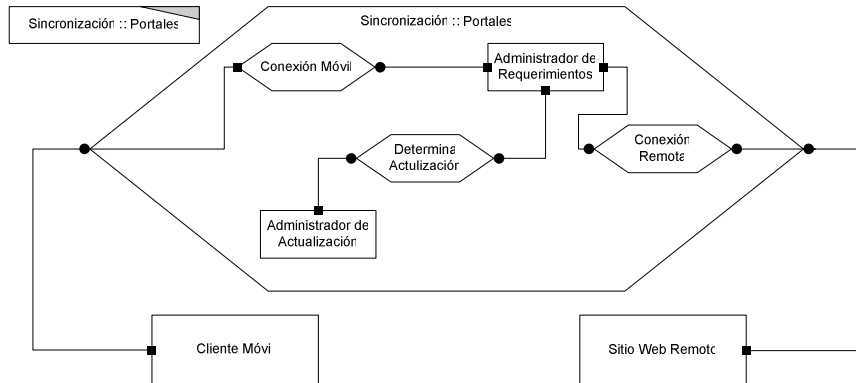 Sincronización :: Portales
Sincronización :: Portales
Conexión Móvil
Administrador de
Requerimientos
Determina
Actulización
Conexión
Remota
Administrador de
Actualización
Cliente Móvi
Sitio Web Remoto